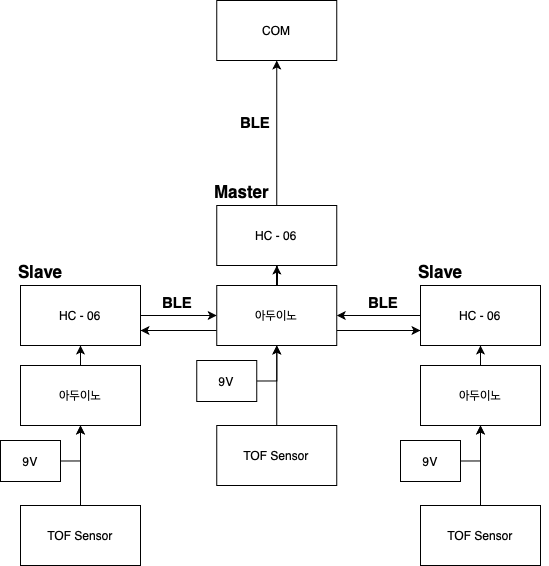 COM
BLE
Master
HC - 06
Slave
Slave
HC - 06
BLE
아두이노
BLE
HC - 06
아두이노
9V
아두이노
TOF Sensor
9V
9V
TOF Sensor
TOF Sensor